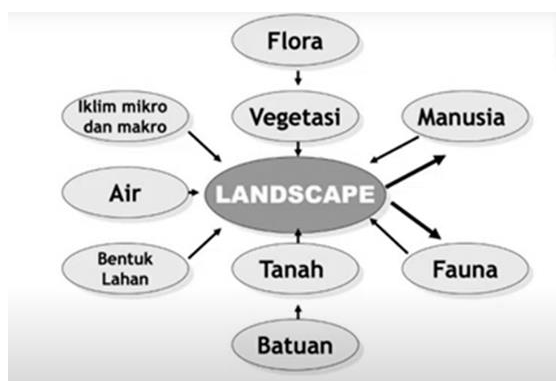 Flora
Iklim mikro
dan makro
Vegetasi
Manusia
Air
LANDSCAPE
Bentuk
Lahan
Tanah
Fauna
Batuan